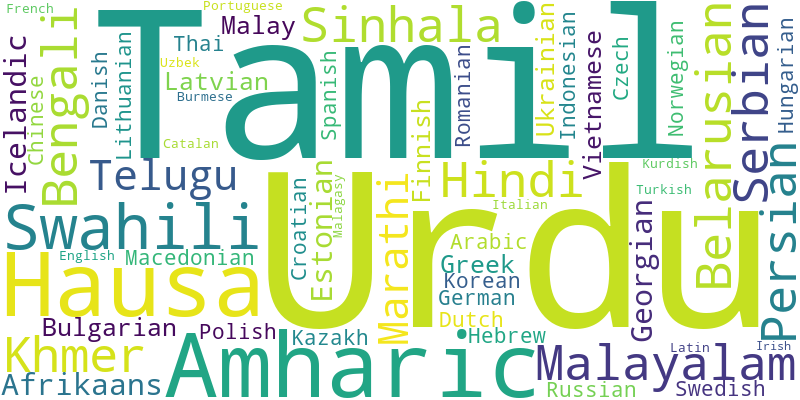 French
Portuguese
Tamil
Malay
Sinhala
Bengali
Icelandic
Chinese
Danish
Lithuanian
Thai
Uzbek
Latvian
Burmese
Catalan
Spanish
Romanian
Ukrainian
Indonesian
Vietnamese
Czech
Norwegian
Belarusian
Serbian
Hungarian
Finnish
Telugu
Swahili
Urdu
Hindi
Kurdish
Turkish
Italian
Croatian
Estonian
Malagasy
Marathi
Arabic
Greek
Korean
German
Dutch
Georgian
Persian
English
Macedonian
Hausa
Bulgarian
Polish
Kazakh
Hebrew
Khmer
Amharic
Malayalam
Latin
Irish
Afrikaans
Russian
Swedish